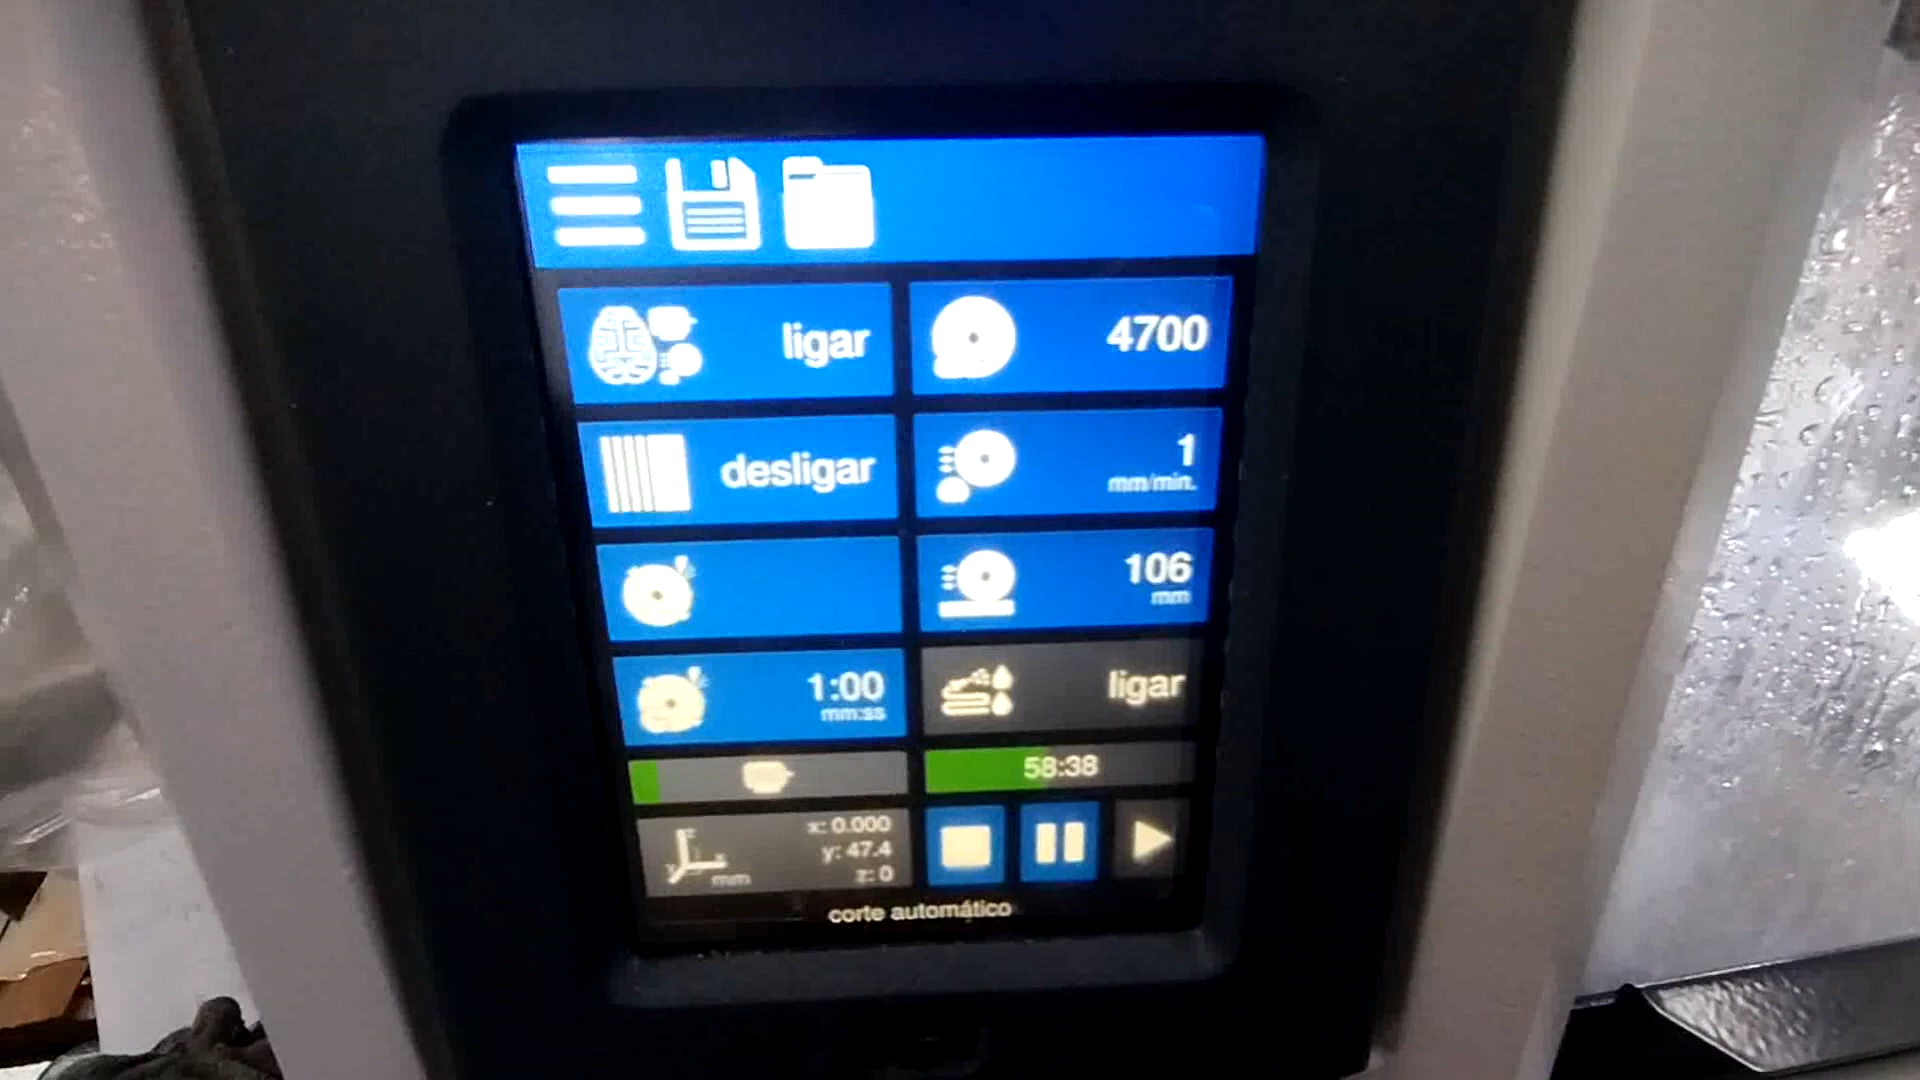 ligar
4700
desligar
1
mm/min.
106
mm
1:00
mm:ss
ligar
58:38
x: 0.000
y: 47.4
z: 0
mm
corte automático